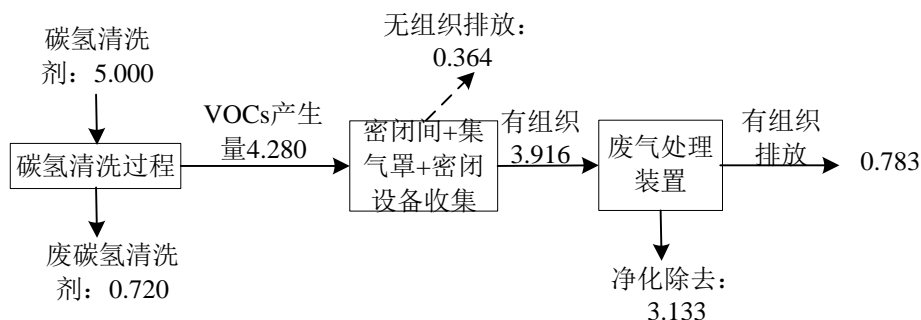 碳氢清洗
剂：5.000
无组织排放：
0.364
VOCs产生
量4.280
碳氢清洗过程
密闭间+集
气罩+密闭
设备收集
有组织
3.916
废气处理
装置
有组织
排放
0.783
废碳氢清洗
剂：0.720
净化除去：
3.133